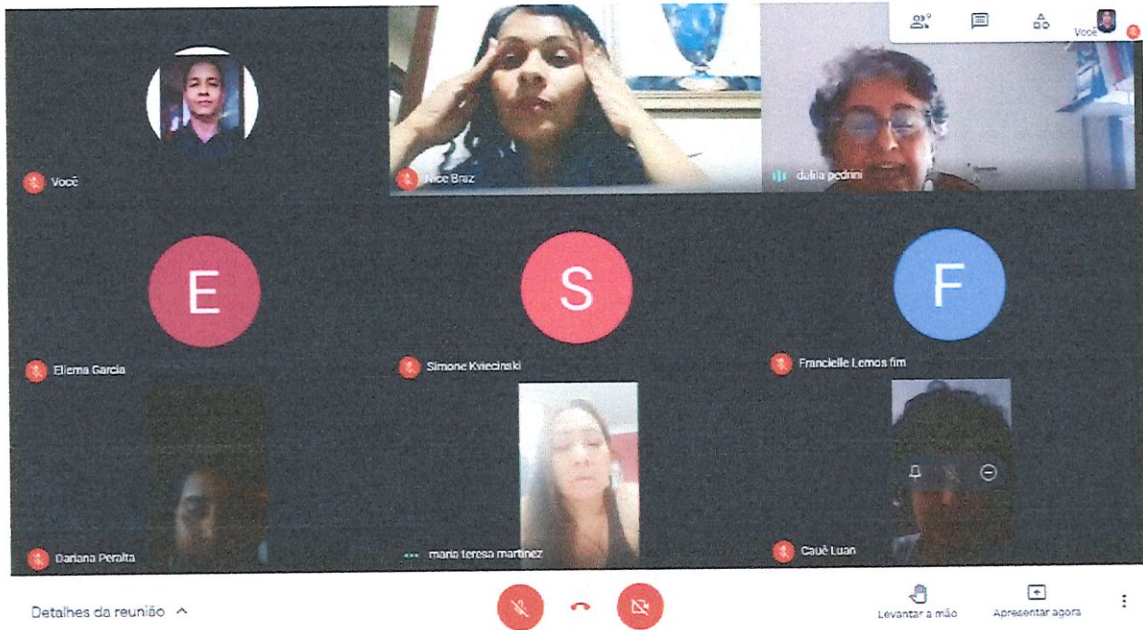 Você
Você
Nice Braz
dalila pedrini
E
S
F
Eliema Garcia
Simone Kviecinski
Francielle Lemos fim
Dariana Peralta
maria teresa martinez
Cauê Luan
Detalhes da reunião
Levantar a mão
Apresentar agora